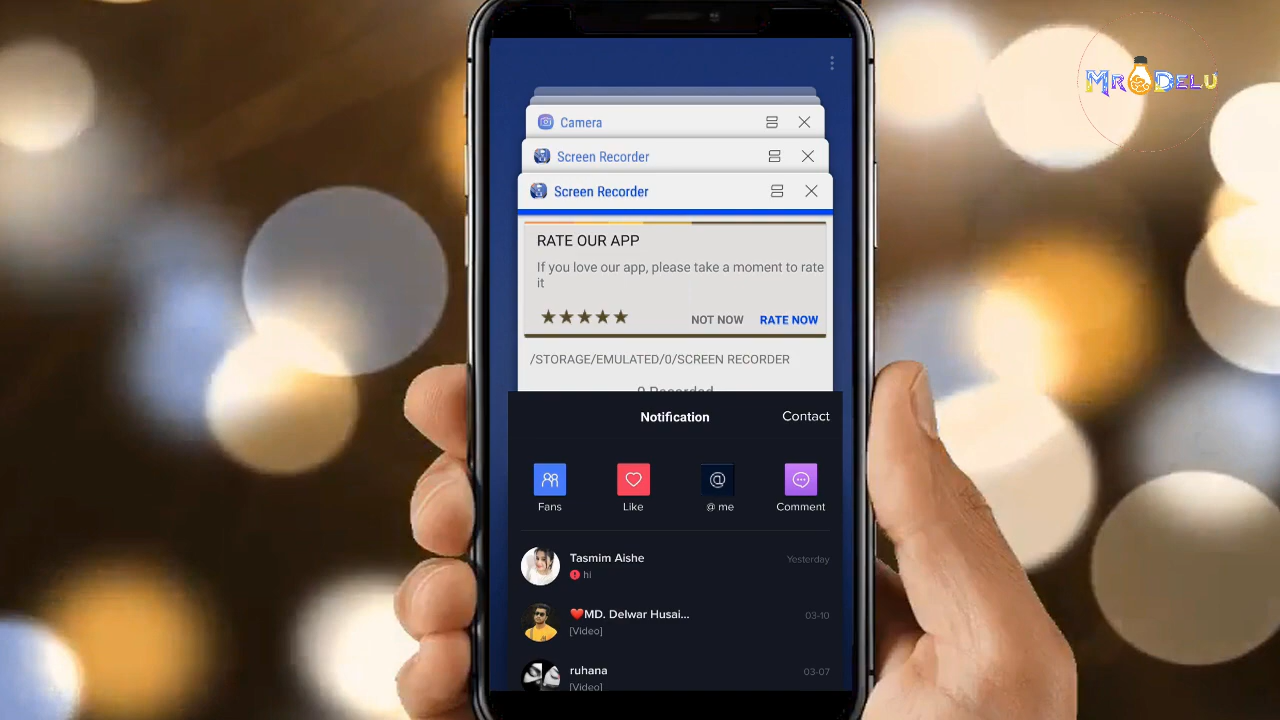 MR DELU
Camera
Screen Recorder
Screen Recorder
RATE OUR APP
If you love our app, please take a moment to rate
it
NOT NOW RATE NOW
/STORAGE/EMULATED/0/SCREEN RECORDER
0 Recorded
Notification Contact
Fans Like @ me Comment
Tasmim Aishe Yesterday
hi
❤️MD. Delwar Husai... 03-10
[Video]
ruhana 03-07
[Video]